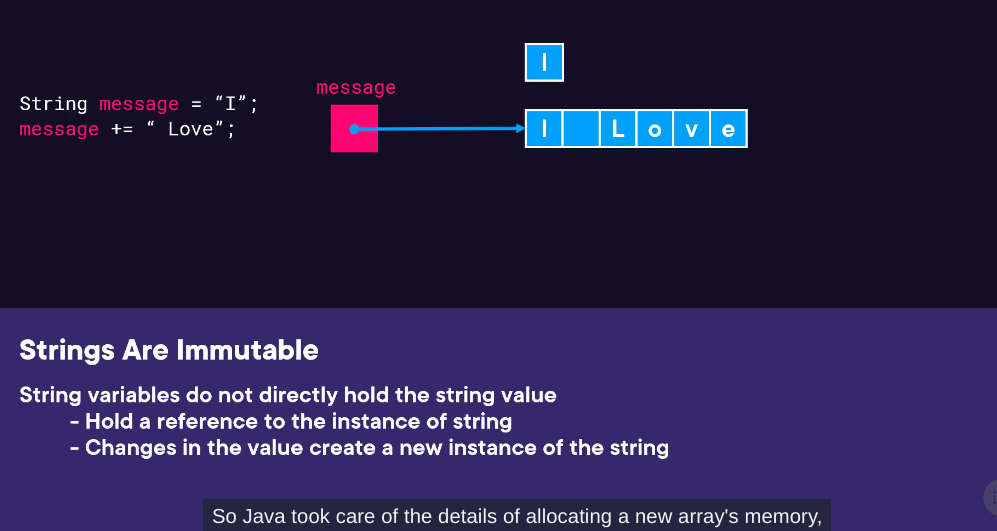 String message = “I”;
message += “ Love”;
message
I
I Love
Strings Are Immutable
String variables do not directly hold the string value
- Hold a reference to the instance of string
- Changes in the value create a new instance of the string
So Java took care of the details of allocating a new array's memory,